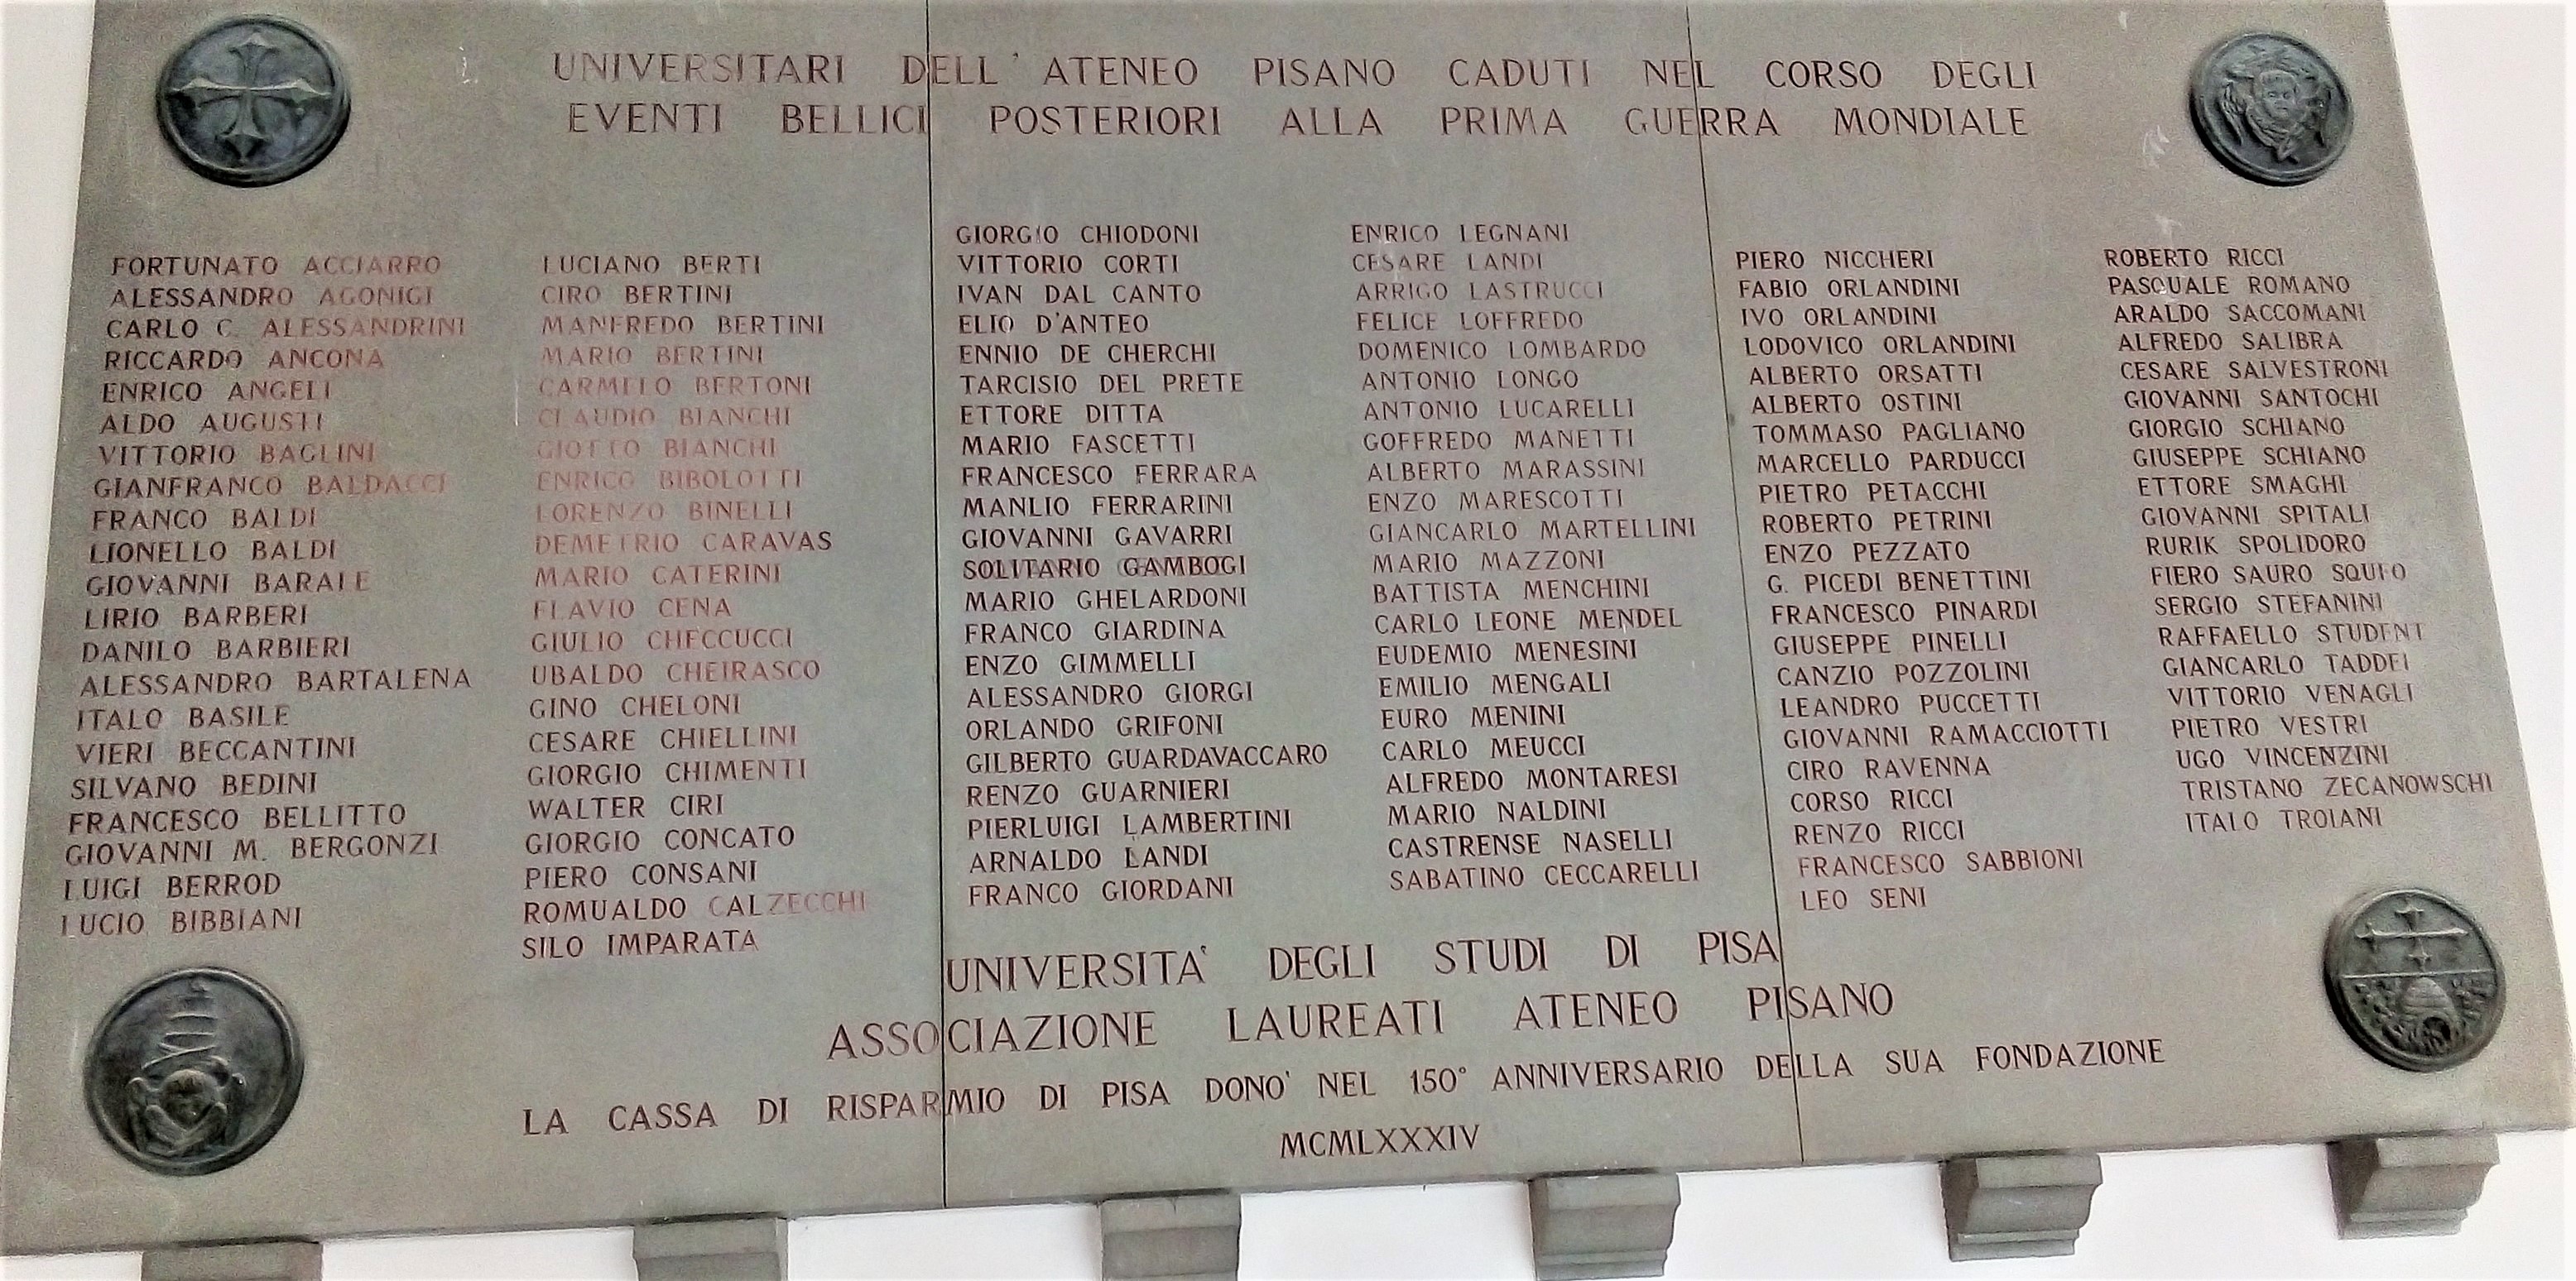 UNIVERSITARI DELL' ATENEO PISANO CADUTI NEL CORSO DEGLI
EVENTI BELLICI POSTERIORI ALLA PRIMA GUERRA MONDIALE
FORTUNATO ACCIARRO
ALESSANDRO AGONIGI
CARLO C. ALESSANDRINI
RICCARDO ANCONA
ENRICO ANGELI
ALDO AUGUSTI
VITTORIO BAGLINI
GIANFRANCO BALDACCI
FRANCO BALDI
LIONELLO BALDI
GIOVANNI BARALE
LIRIO BARBERI
DANILO BARBIERI
ALESSANDRO BARTALENA
ITALO BASILE
VIERI BECCANTINI
SILVANO BEDINI
FRANCESCO BELLITTO
GIOVANNI M. BERGONZI
LUIGI BERROD
LUCIO BIBBIANI
LUCIANO BERTI
CIRO BERTINI
MANFREDO BERTINI
MARIO BERTINI
CARMELO BERTONI
CLAUDIO BIANCHI
GIOTTO BIANCHI
ENRICO BIBOLOTTI
LORENZO BINELLI
DEMETRIO CARAVAS
MARIO CATERINI
FLAVIO CENA
GIULIO CHECCUCCI
UBALDO CHEIRASCO
GINO CHELONI
CESARE CHIELLINI
GIORGIO CHIMENTI
WALTER CIRI
GIORGIO CONCATO
PIERO CONSANI
ROMUALDO CALZECCHI
SILO IMPARATA
GIORGIO CHIODONI
VITTORIO CORTI
IVAN DAL CANTO
ELIO D'ANTEO
ENNIO DE CHERCHI
TARCISIO DEL PRETE
ETTORE DITTA
MARIO FASCETTI
FRANCESCO FERRARA
MANLIO FERRARINI
GIOVANNI GAVARRI
SOLITARIO GAMBOGI
MARIO GHELARDONI
FRANCO GIARDINA
ENZO GIMMELLI
ALESSANDRO GIORGI
ORLANDO GRIFONI
GILBERTO GUARDAVACCARO
RENZO GUARNIERI
PIERLUIGI LAMBERTINI
ARNALDO LANDI
FRANCO GIORDANI
ENRICO LEGNANI
CESARE LANDI
ARRIGO LASTRUCCI
FELICE LOFFREDO
DOMENICO LOMBARDO
ANTONIO LONGO
ANTONIO LUCARELLI
GOFFREDO MANETTI
ALBERTO MARASSINI
ENZO MARESCOTTI
GIANCARLO MARTELLINI
MARIO MAZZONI
BATTISTA MENCHINI
CARLO LEONE MENDEL
EUDEMIO MENESINI
EMILIO MENGALI
EURO MENINI
CARLO MEUCCI
ALFREDO MONTARESI
MARIO NALDINI
CASTRENSE NASELLI
SABATINO CECCARELLI
PIERO NICCHERI
FABIO ORLANDINI
IVO ORLANDINI
LODOVICO ORLANDINI
ALBERTO ORSATTI
ALBERTO OSTINI
TOMMASO PAGLIANO
MARCELLO PARDUCCI
PIETRO PETACCHI
ROBERTO PETRINI
ENZO PEZZATO
G. PICEDI BENETTINI
FRANCESCO PINARDI
GIUSEPPE PINELLI
CANZIO POZZOLINI
LEANDRO PUCCETTI
GIOVANNI RAMACCIOTTI
CIRO RAVENNA
CORSO RICCI
RENZO RICCI
FRANCESCO SABBIONI
LEO SENI
ROBERTO RICCI
PASQUALE ROMANO
ARALDO SACCOMANI
ALFREDO SALIBRA
CESARE SALVESTRONI
GIOVANNI SANTOCHI
GIORGIO SCHIANO
GIUSEPPE SCHIANO
ETTORE SMAGHI
GIOVANNI SPITALI
RURIK SPOLIDORO
FIERO SAURO
SERGIO STEFANINI
RAFFAELLO STUDENT
GIANCARLO TADDEI
VITTORIO VENAGLI
PIETRO VESTRI
UGO VINCENZINI
TRISTANO ZECANOWSCHI
ITALO TROIANI
UNIVERSITA' DEGLI STUDI DI PISA
ASSOCIAZIONE LAUREATI ATENEO PISANO
LA CASSA DI RISPARMIO DI PISA DONO' NEL 150° ANNIVERSARIO DELLA SUA FONDAZIONE
MCMLXXXIV